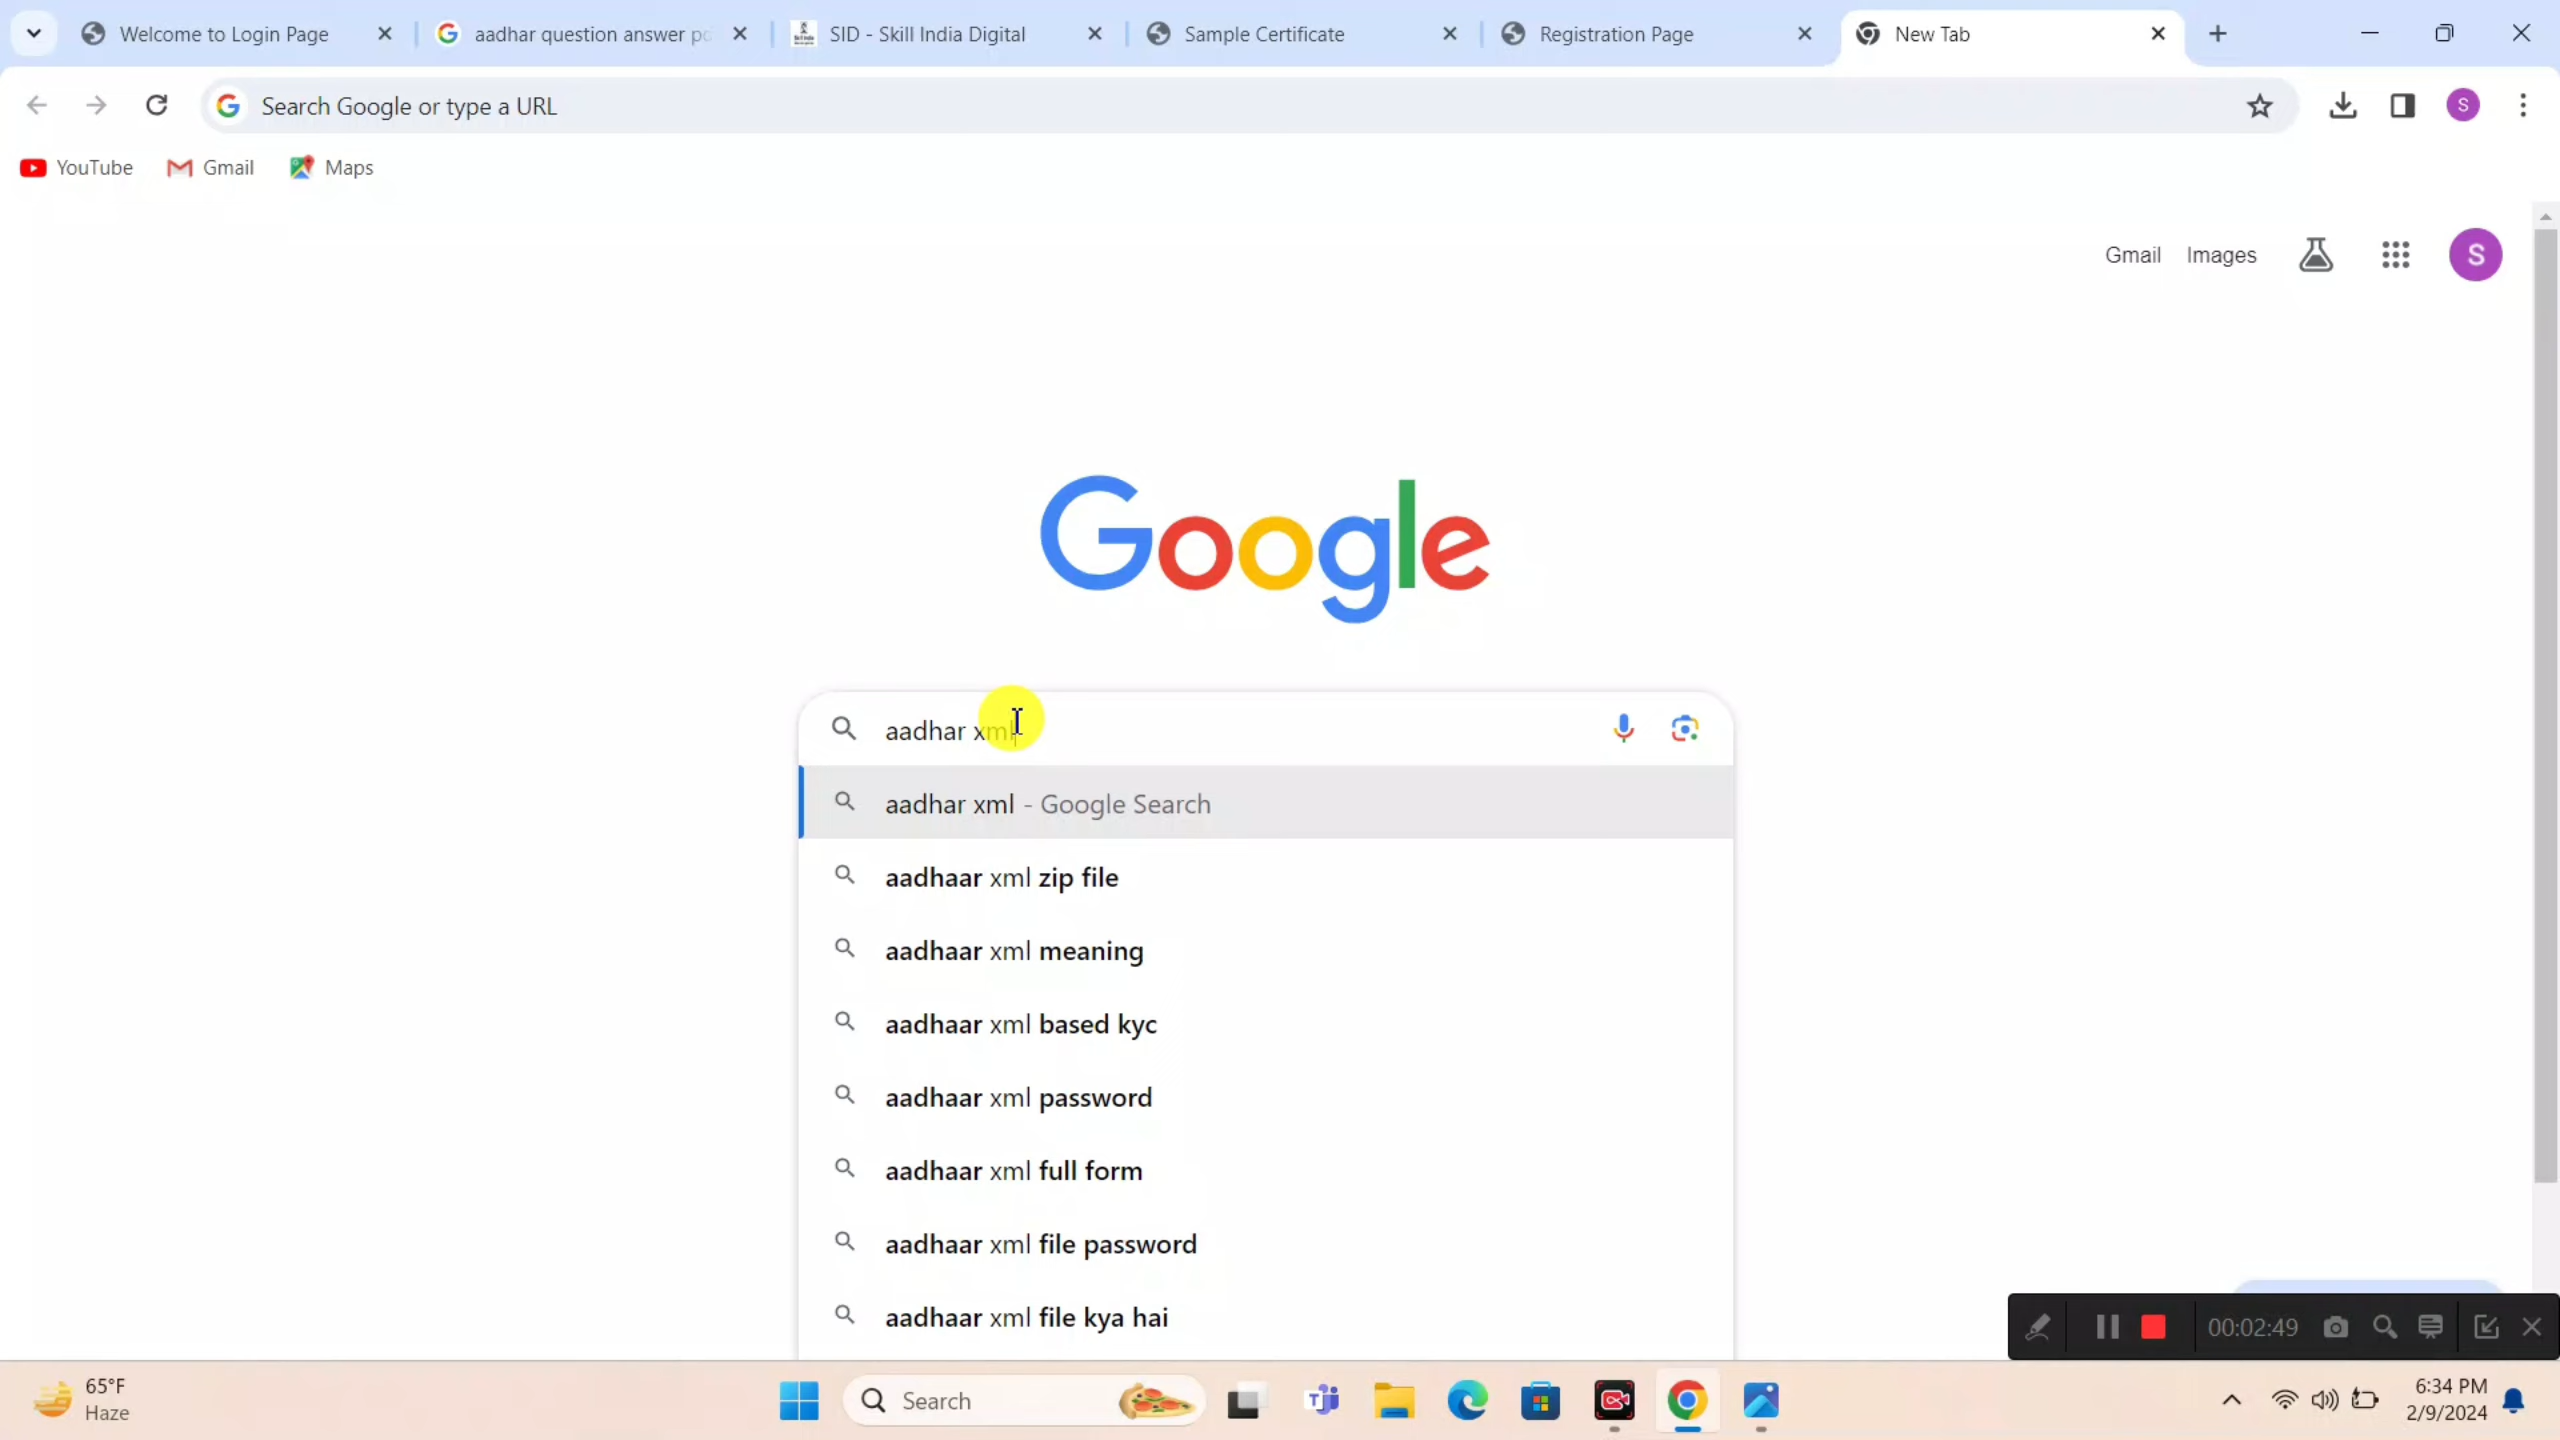 Welcome to Login Page
aadhar question answer pd
SID - Skill India Digital
Sample Certificate
Registration Page
New Tab
Search Google or type a URL
S
YouTube
Gmail
Maps
Gmail
Images
S
Google
aadhar xml
aadhar xml - Google Search
aadhaar xml zip file
aadhaar xml meaning
aadhaar xml based kyc
aadhaar xml password
aadhaar xml full form
aadhaar xml file password
aadhaar xml file kya hai
00:02:49
65°F
Haze
Search
6:34 PM
2/9/2024